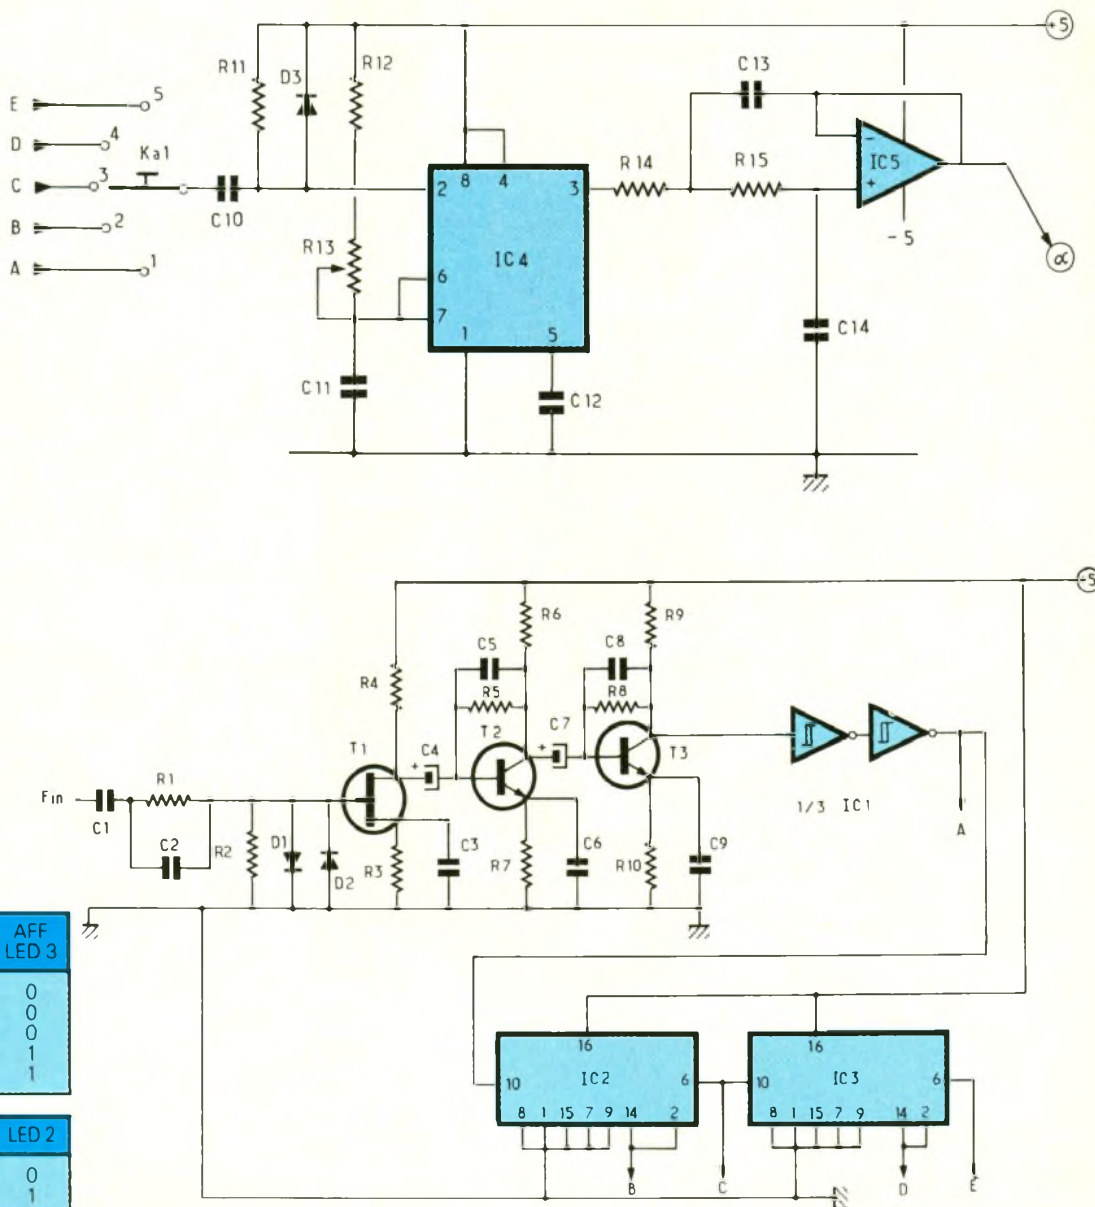 +5
R11
D3
R12
C13
E
5
D
4
Ka1
C
3
B
2
A
1
C10
R13
C11
2
8
4
3
6
7
1
5
IC4
C12
R14
R15
IC5
-
+
-5
α
C14
-5
R6
R9
C5
C8
R4
R5
R8
C7
+
T1
C4
+
T2
T3
Fin
C1
R1
C2
R2
D1
D2
R3
C3
R7
C6
R10
C9
1/3 IC1
A
AFF
LED 3
0
0
0
1
1
LED 2
0
1
16
10
IC2
6
8 1 15 7 9 14 2
B
C
16
10
IC3
6
8 1 15 7 9 14 2
D
E